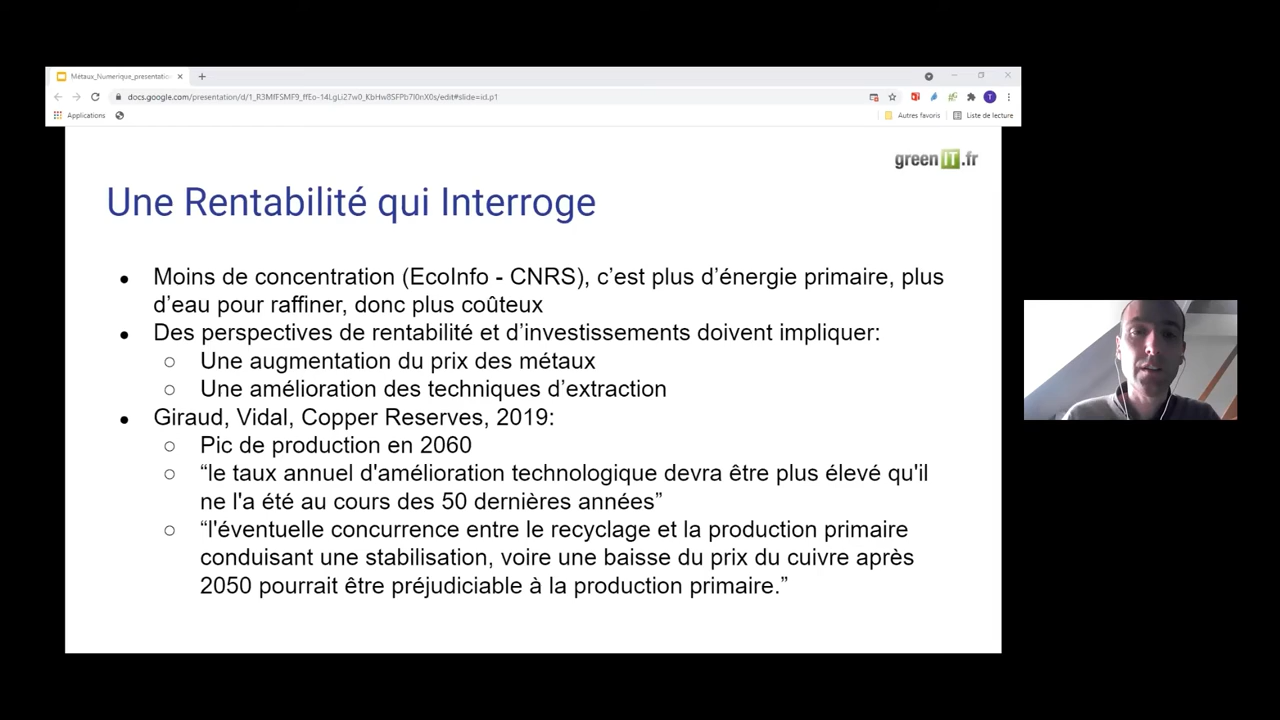 Métaux_Numerique_presentation
docs.google.com/presentation/d/1_R3MIFSMF9_ffEo-14LgLi27w0_KbHw8SFPb7I0nX0s/edit#slide=id.p1
T
Applications
Autres favoris
Liste de lecture
greenIT.fr
Une Rentabilité qui Interroge
● Moins de concentration (EcoInfo - CNRS), c’est plus d’énergie primaire, plus
d’eau pour raffiner, donc plus coûteux
● Des perspectives de rentabilité et d’investissements doivent impliquer:
○ Une augmentation du prix des métaux
○ Une amélioration des techniques d’extraction
● Giraud, Vidal, Copper Reserves, 2019:
○ Pic de production en 2060
○ “le taux annuel d'amélioration technologique devra être plus élevé qu'il
ne l'a été au cours des 50 dernières années”
○ “l'éventuelle concurrence entre le recyclage et la production primaire
conduisant une stabilisation, voire une baisse du prix du cuivre après
2050 pourrait être préjudiciable à la production primaire.”